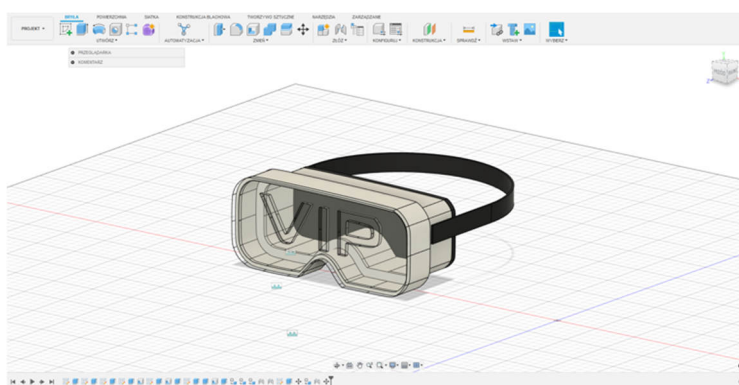 BRYŁA POWIERZCHNIA SIATKA KONSTRUKCJA BLACHOWA TWORZYWO SZTUCZNE NARZĘDZIA ZARZĄDZANIE
PROJEKT
UTWÓRZ AUTOMATYZACJA ZMIEŃ ZŁÓŻ KONFIGURUJ KONSTRUKCJA SPRAWDŹ WSTAW WYBIERZ
PRZEGLĄDARKA
KOMENTARZ
VIP